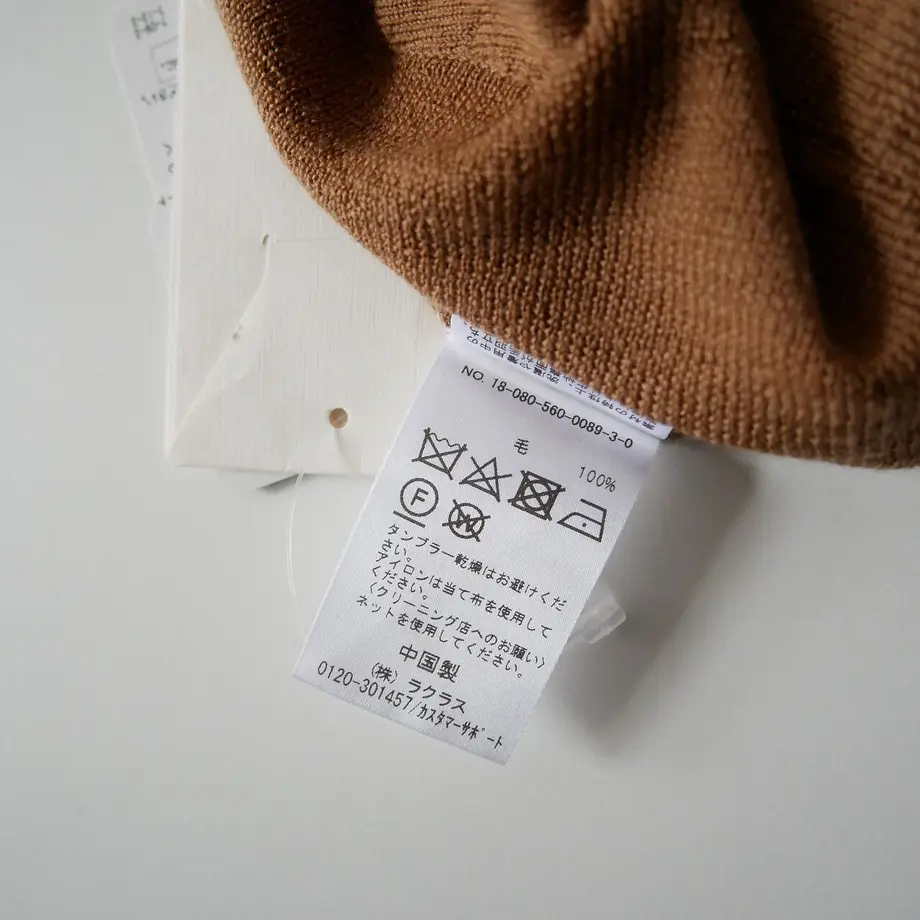 NO. 18-080-560-0089-3-0
毛
100%
F
W
タンブラー乾燥はお避けくだ
さい。
アイロンは当て布を使用して
ください。
〈クリーニング店へのお願い〉
ネットを使用してください。
中国製
(株) ラクラス
0120-301457/カスタマーサポート